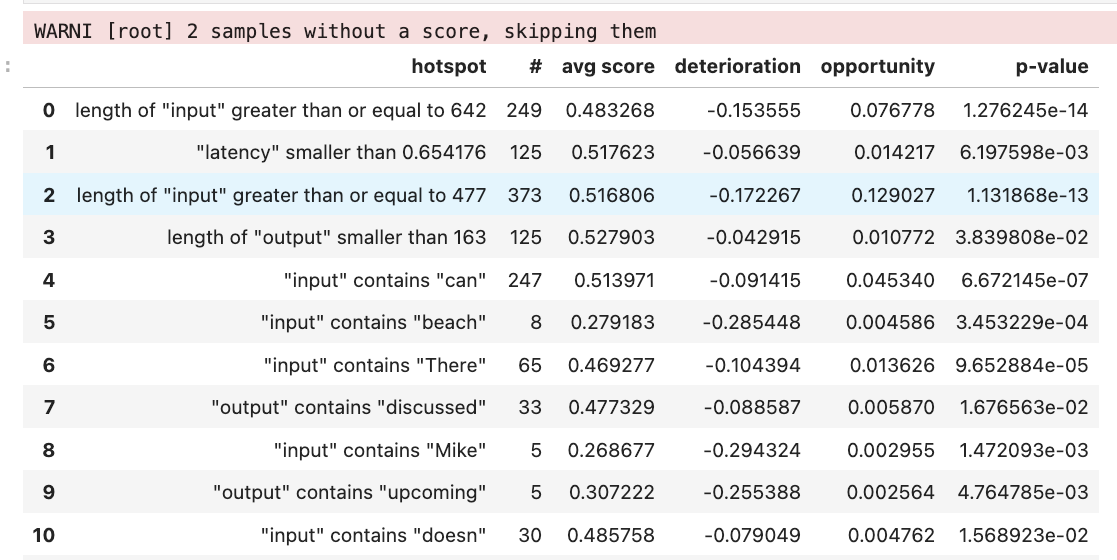 WARNI [root] 2 samples without a score, skipping them
:
hotspot # avg score deterioration opportunity p-value
0 length of "input" greater than or equal to 642 249 0.483268 -0.153555 0.076778 1.276245e-14
1 "latency" smaller than 0.654176 125 0.517623 -0.056639 0.014217 6.197598e-03
2 length of "input" greater than or equal to 477 373 0.516806 -0.172267 0.129027 1.131868e-13
3 length of "output" smaller than 163 125 0.527903 -0.042915 0.010772 3.839808e-02
4 "input" contains "can" 247 0.513971 -0.091415 0.045340 6.672145e-07
5 "input" contains "beach" 8 0.279183 -0.285448 0.004586 3.453229e-04
6 "input" contains "There" 65 0.469277 -0.104394 0.013626 9.652884e-05
7 "output" contains "discussed" 33 0.477329 -0.088587 0.005870 1.676563e-02
8 "input" contains "Mike" 5 0.268677 -0.294324 0.002955 1.472093e-03
9 "output" contains "upcoming" 5 0.307222 -0.255388 0.002564 4.764785e-03
10 "input" contains "doesn" 30 0.485758 -0.079049 0.004762 1.568923e-02